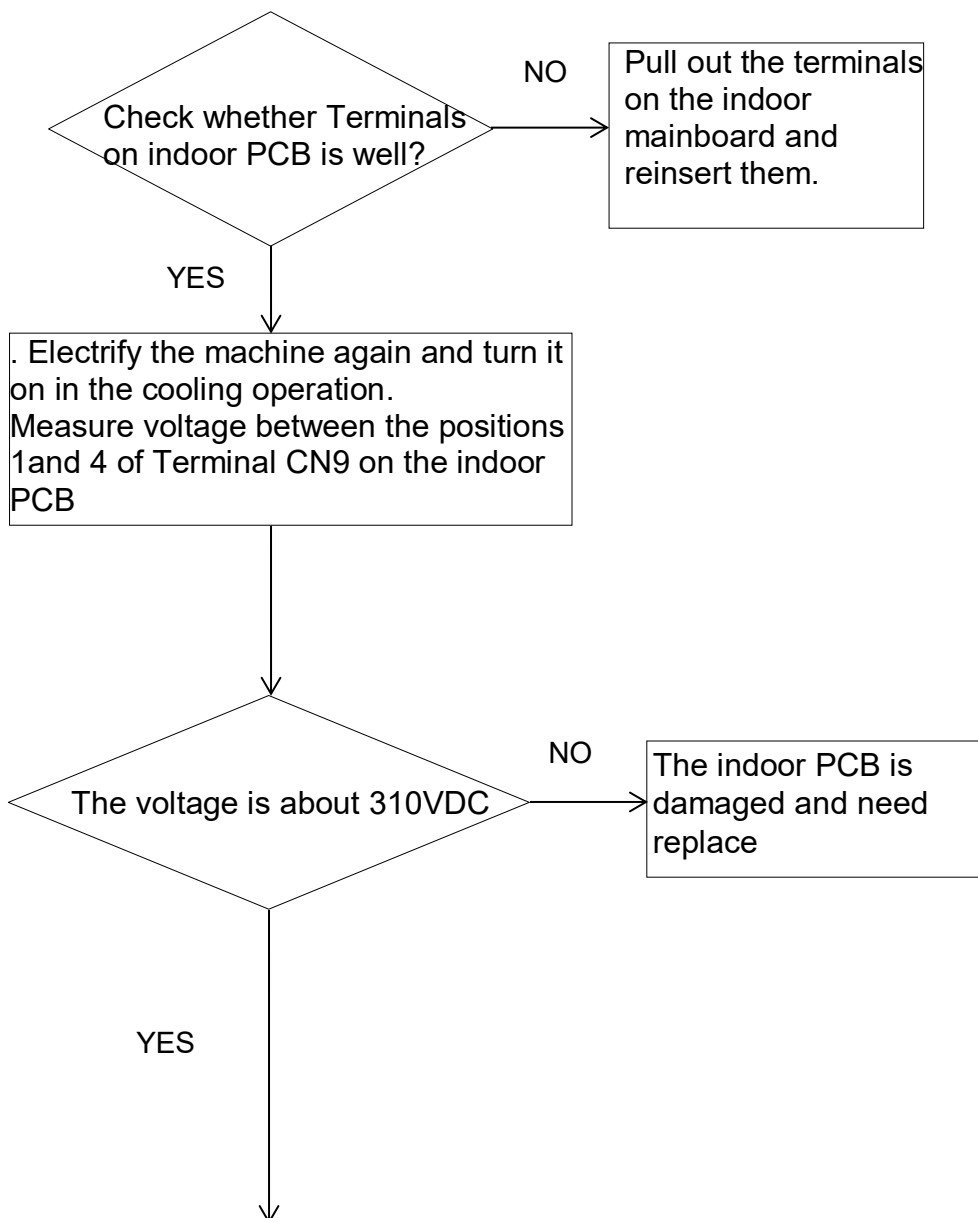 NO
Pull out the terminals
on the indoor
mainboard and
reinsert them.
Check whether Terminals
on indoor PCB is well?
YES
. Electrify the machine again and turn it
on in the cooling operation.
Measure voltage between the positions
1and 4 of Terminal CN9 on the indoor
PCB
NO
The indoor PCB is
damaged and need
replace
The voltage is about 310VDC
YES